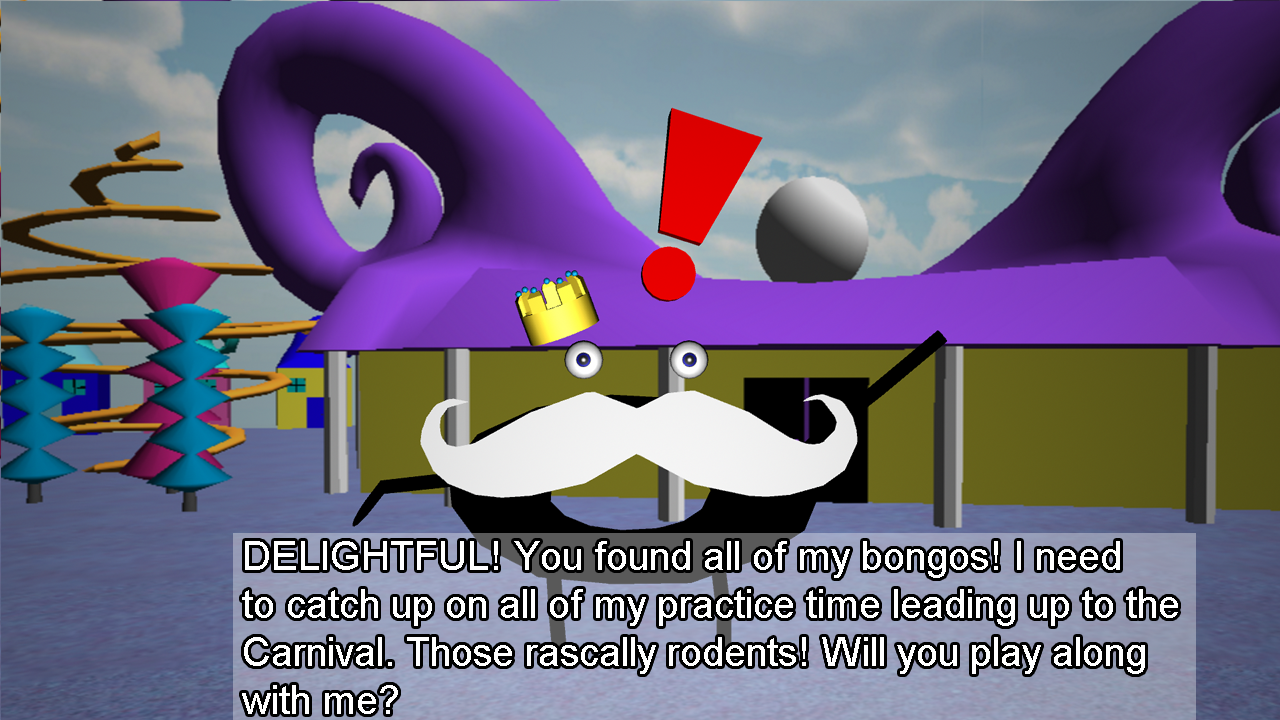 DELIGHTFUL! You found all of my bongos! I need
to catch up on all of my practice time leading up to the
Carnival. Those rascally rodents! Will you play along
with me?